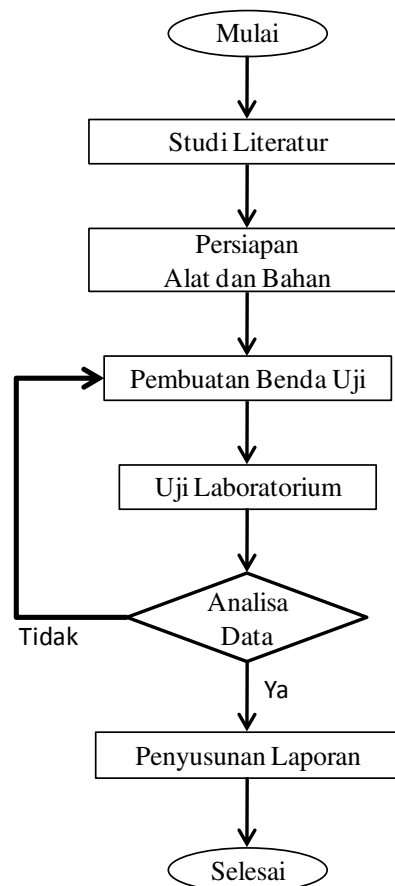 Mulai
Studi Literatur
Persiapan
Alat dan Bahan
Pembuatan Benda Uji
Uji Laboratorium
Analisa
Data
Tidak
Ya
Penyusunan Laporan
Selesai